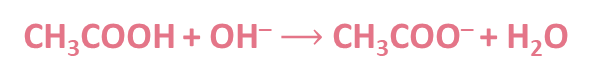 CH₃COOH + OH⁻ ⟶ CH₃COO⁻ + H₂O